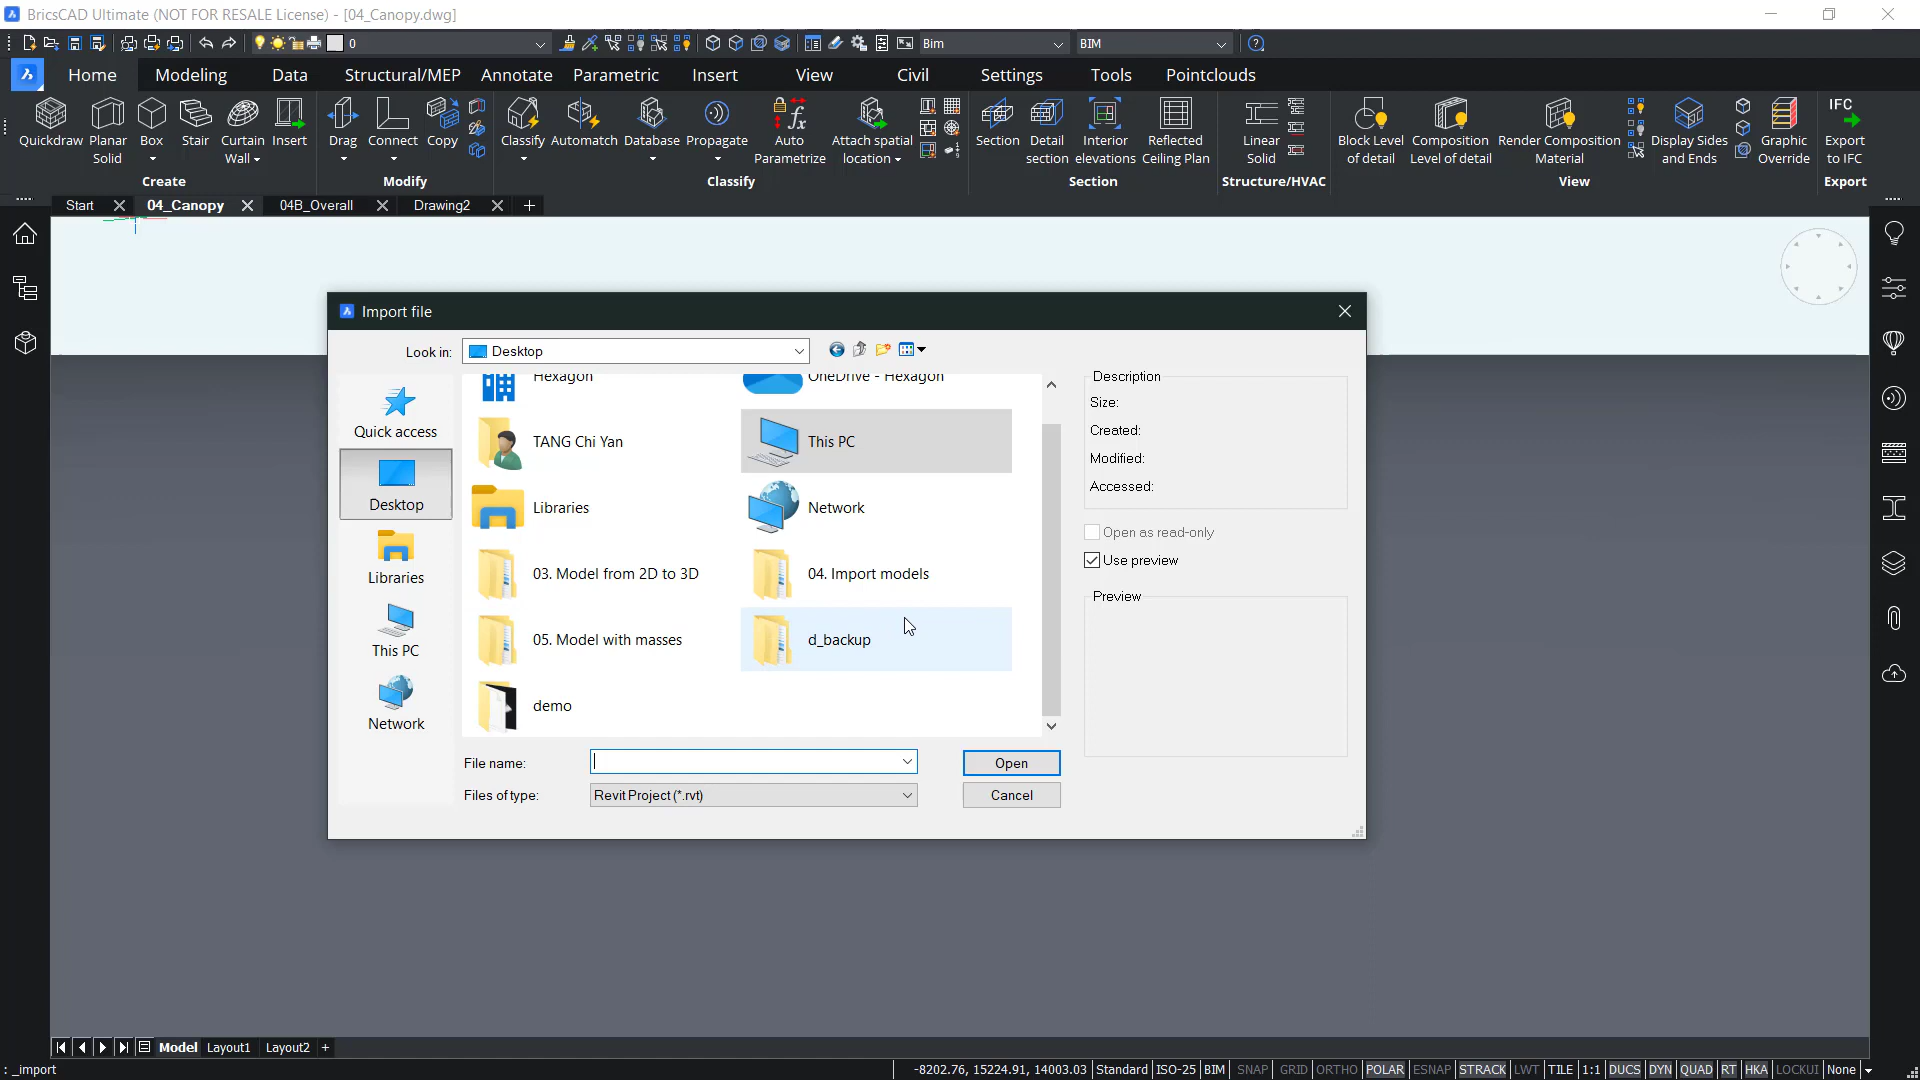 BricsCAD Ultimate (NOT FOR RESALE License) - [04_Canopy.dwg]
0
Bim
BIM
Home Modeling Data Structural/MEP Annotate Parametric Insert View Civil Settings Tools Pointclouds
Quickdraw
Planar
Solid
Box
Stair
Curtain
Wall
Insert
Create
Drag
Connect
Copy
Modify
Classify
Automatch
Database
Propagate
Auto
Parametrize
Attach spatial
location
Classify
Section
Detail
section
Interior
elevations
Reflected
Ceiling Plan
Section
Linear
Solid
Structure/HVAC
Block Level
of detail
Composition
Level of detail
Render Composition
Material
Display Sides
and Ends
Graphic
Override
View
IFC
Export
to IFC
Export
Start 04_Canopy 04B_Overall Drawing2
Import file
Look in: Desktop
Quick access
Desktop
Libraries
This PC
Network
Hexagon
OneDrive - Hexagon
TANG Chi Yan
This PC
Libraries
Network
03. Model from 2D to 3D
04. Import models
05. Model with masses
d_backup
demo
Description
Size:
Created:
Modified:
Accessed:
Open as read-only
Use preview
Preview
File name:
Open
Files of type: Revit Project (*.rvt)
Cancel
Model Layout1 Layout2 +
: _import
-8202.76, 15224.91, 14003.03 Standard ISO-25 BIM SNAP GRID ORTHO POLAR ESNAP STRACK LWT TILE 1:1 DUCS DYN QUAD RT HKA LOCKUI None